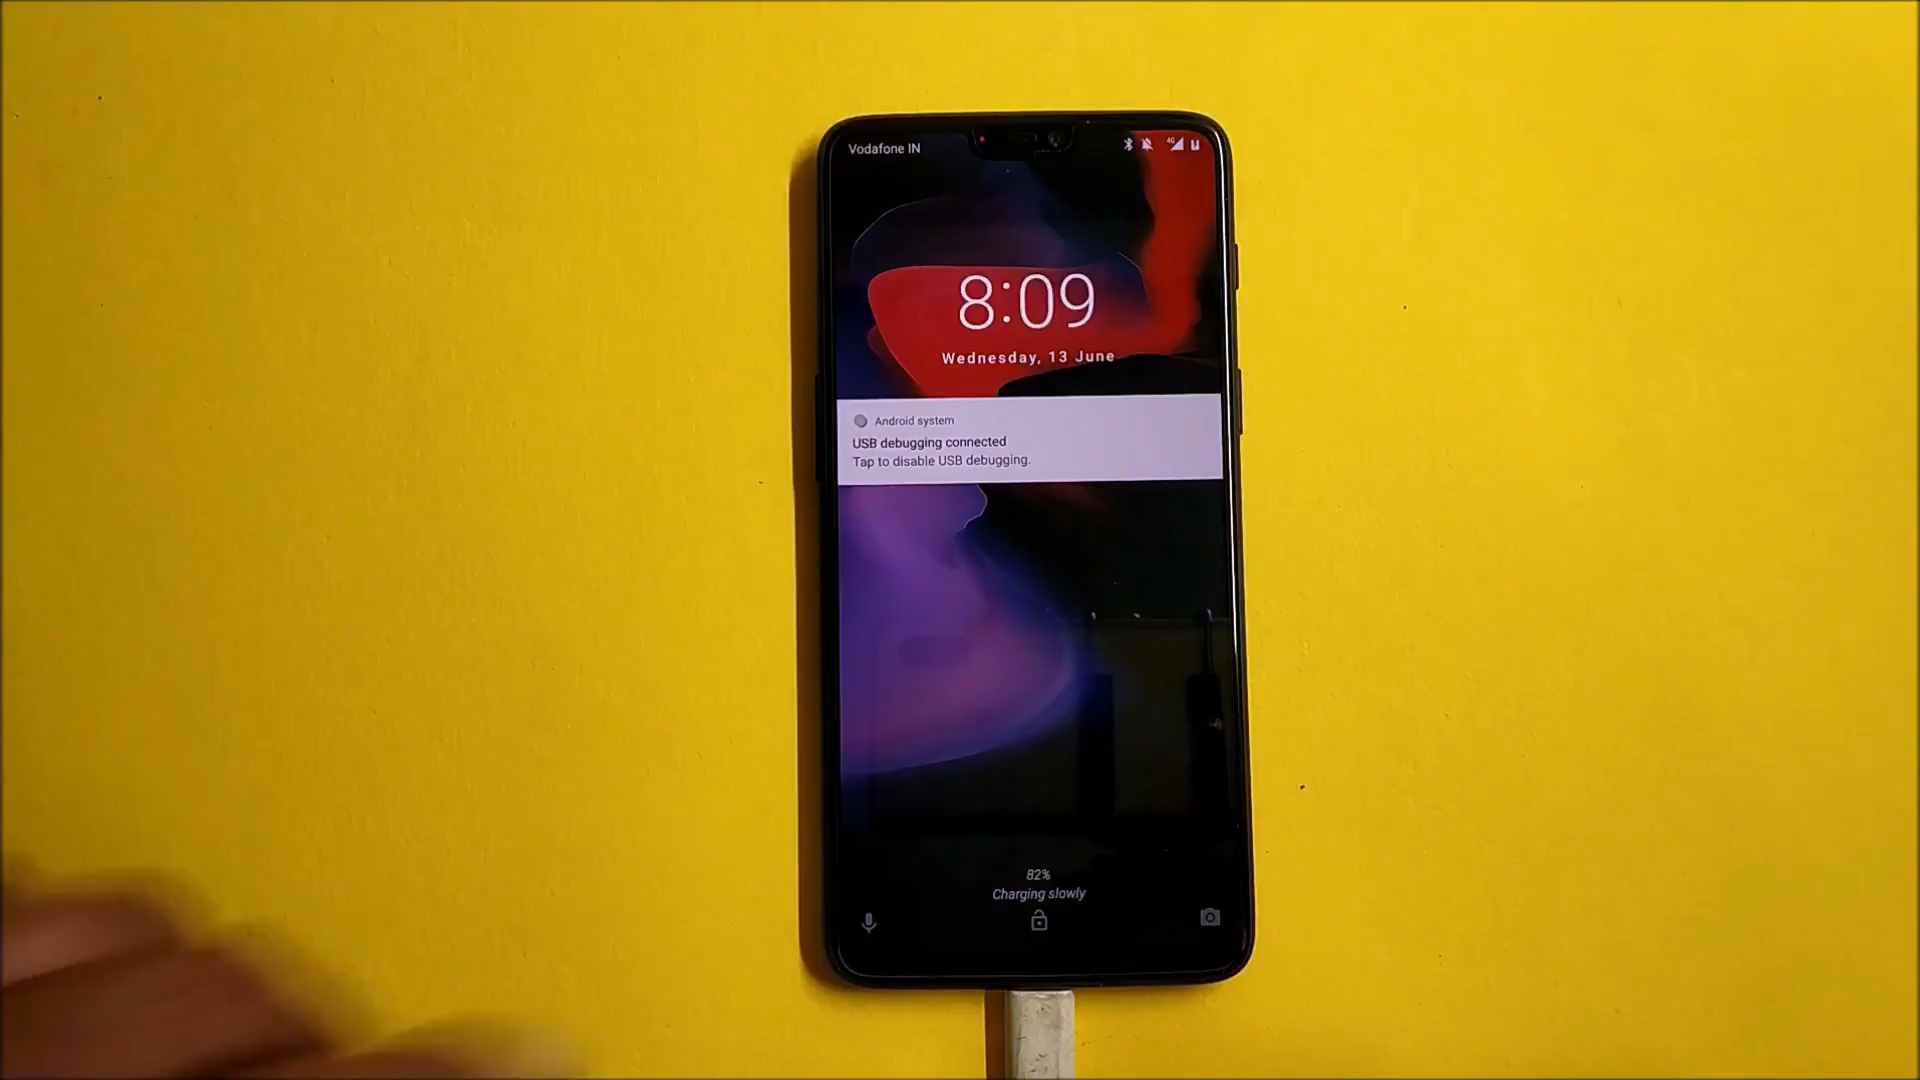 Vodafone IN
4G
8:09
Wednesday, 13 June
Android system
USB debugging connected
Tap to disable USB debugging.
82%
Charging slowly